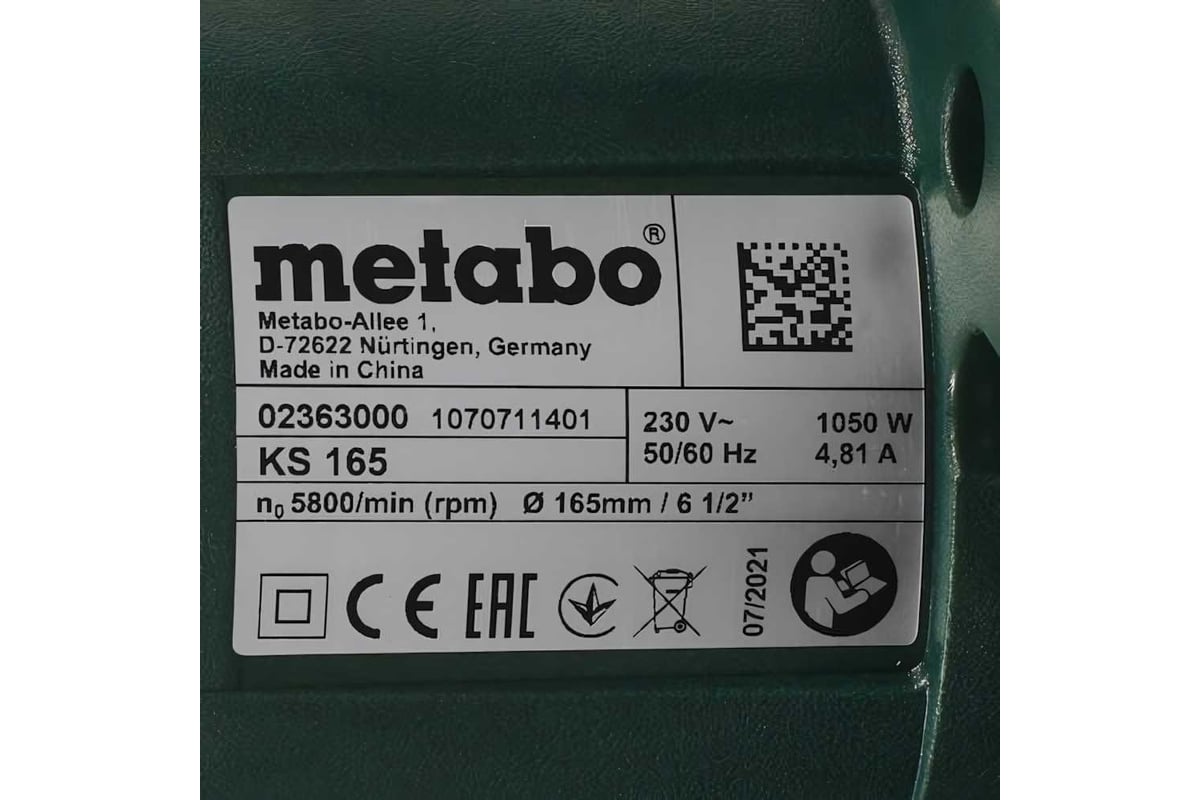 metabo®
Metabo-Allee 1,
D-72622 Nürtingen, Germany
Made in China
02363000 1070711401
KS 165
230 V~ 1050 W
50/60 Hz 4,81 A
n₀ 5800/min (rpm) Ø 165mm / 6 1/2”
CE EAC
07/2021